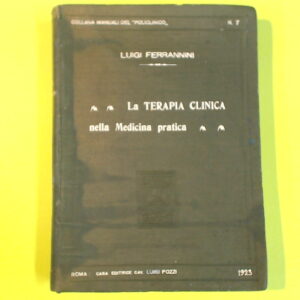 COLLANA MANUALI DEL "POLICLINICO" N. 7
LUIGI FERRANNINI
La TERAPIA CLINICA
nella Medicina pratica
ROMA: CASA EDITRICE CAV. LUIGI POZZI 1923